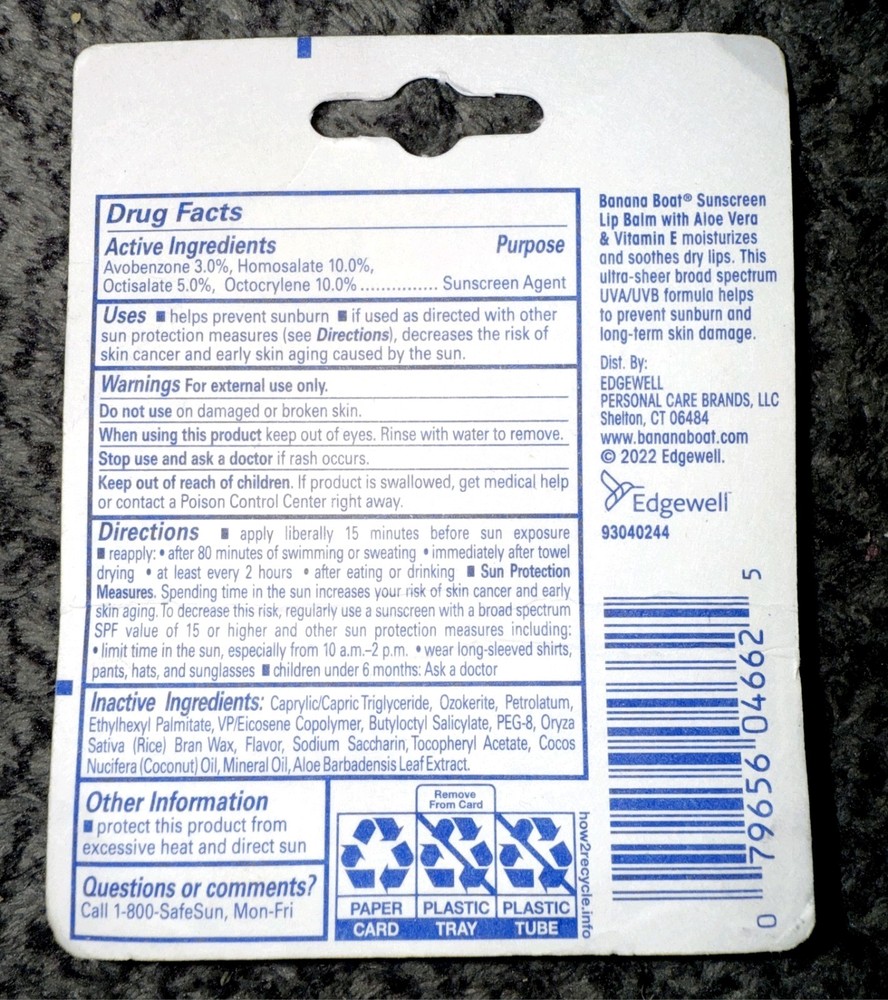 Drug Facts
Active Ingredients Purpose
Avobenzone 3.0%, Homosalate 10.0%,
Octisalate 5.0%, Octocrylene 10.0%............... Sunscreen Agent
Uses ■ helps prevent sunburn ■ if used as directed with other
sun protection measures (see Directions), decreases the risk of
skin cancer and early skin aging caused by the sun.
Warnings For external use only.
Do not use on damaged or broken skin.
When using this product keep out of eyes. Rinse with water to remove.
Stop use and ask a doctor if rash occurs.
Keep out of reach of children. If product is swallowed, get medical help
or contact a Poison Control Center right away.
Directions ■ apply liberally 15 minutes before sun exposure
■ reapply: • after 80 minutes of swimming or sweating • immediately after towel
drying • at least every 2 hours • after eating or drinking ■ Sun Protection
Measures. Spending time in the sun increases your risk of skin cancer and early
skin aging. To decrease this risk, regularly use a sunscreen with a broad spectrum
SPF value of 15 or higher and other sun protection measures including:
• limit time in the sun, especially from 10 a.m.–2 p.m. • wear long-sleeved shirts,
pants, hats, and sunglasses ■ children under 6 months: Ask a doctor
Inactive Ingredients: Caprylic/Capric Triglyceride, Ozokerite, Petrolatum,
Ethylhexyl Palmitate, VP/Eicosene Copolymer, Butyloctyl Salicylate, PEG-8, Oryza
Sativa (Rice) Bran Wax, Flavor, Sodium Saccharin, Tocopheryl Acetate, Cocos
Nucifera (Coconut) Oil, Mineral Oil, Aloe Barbadensis Leaf Extract.
Other Information
■ protect this product from
excessive heat and direct sun
Questions or comments?
Call 1-800-SafeSun, Mon-Fri
Remove
From Card
PAPER PLASTIC PLASTIC
CARD TRAY TUBE
how2recycle.info
Banana Boat® Sunscreen
Lip Balm with Aloe Vera
& Vitamin E moisturizes
and soothes dry lips. This
ultra-sheer broad spectrum
UVA/UVB formula helps
to prevent sunburn and
long-term skin damage.
Dist. By:
EDGEWELL
PERSONAL CARE BRANDS, LLC
Shelton, CT 06484
www.bananaboat.com
© 2022 Edgewell.
Edgewell
93040244
0 79656 04662 5